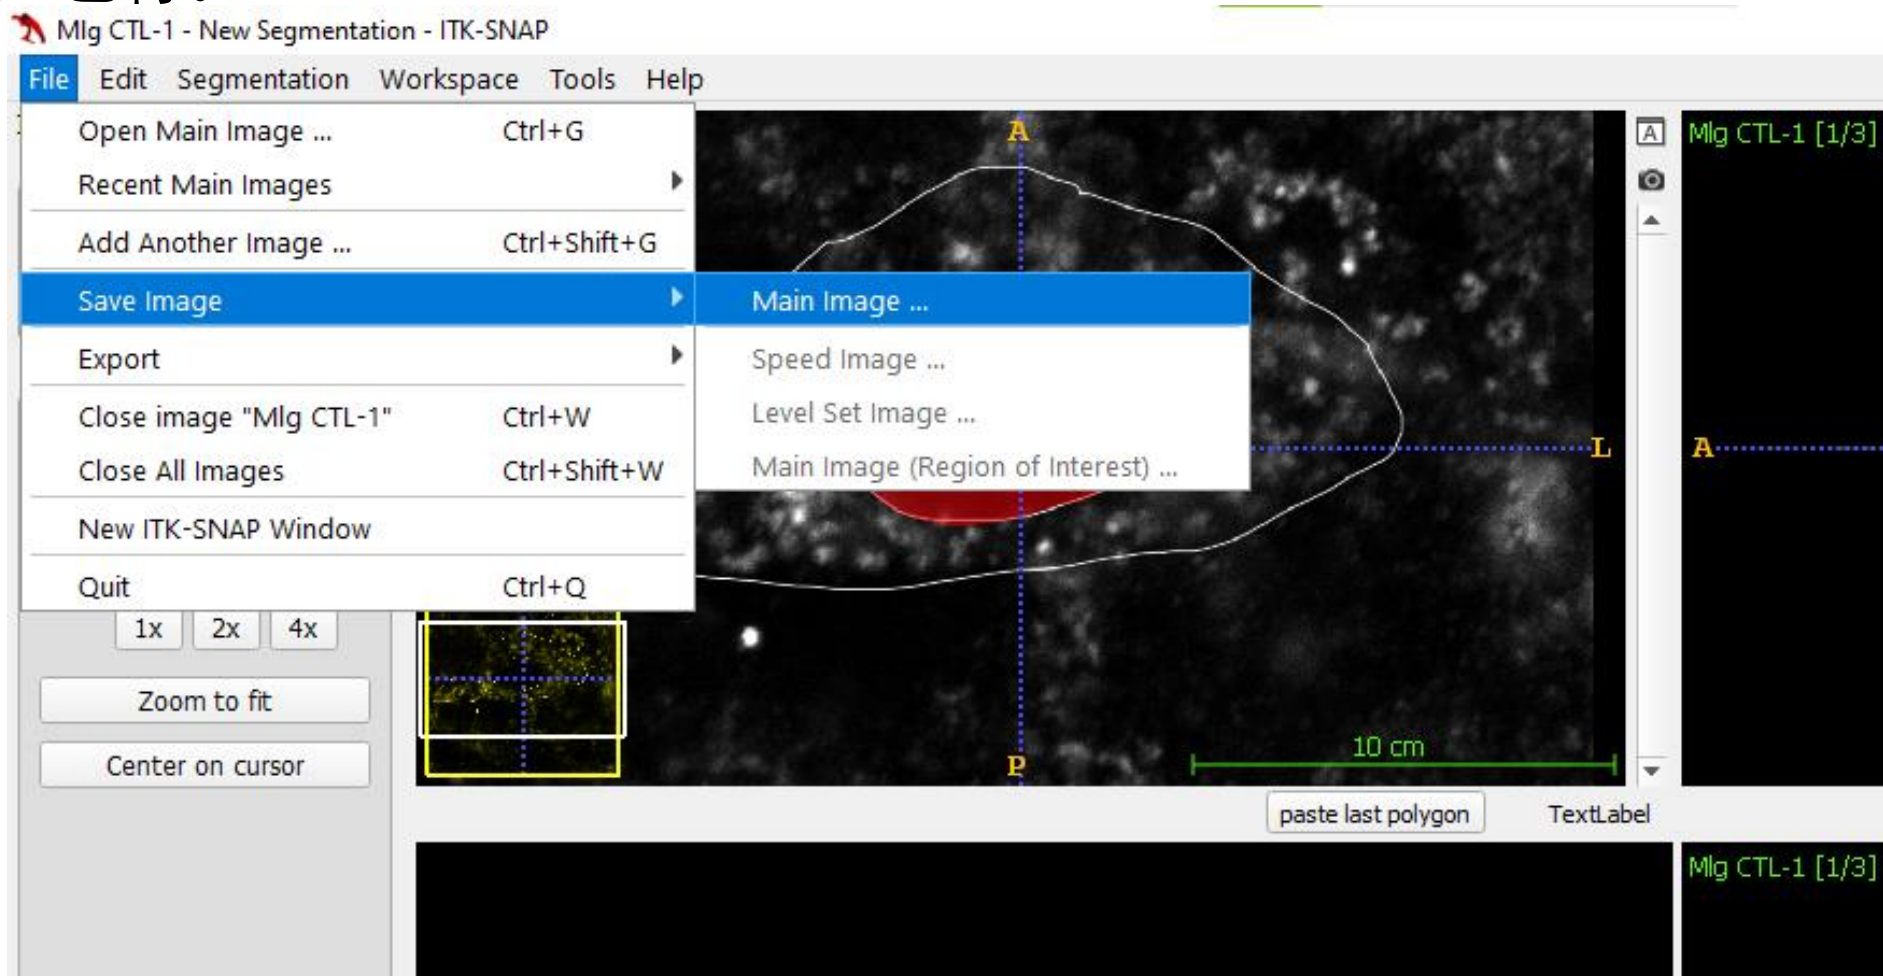 Mlg CTL-1 - New Segmentation - ITK-SNAP
File Edit Segmentation Workspace Tools Help
Open Main Image ... Ctrl+G
Recent Main Images
Add Another Image ... Ctrl+Shift+G
Save Image
Export
Close image "Mlg CTL-1" Ctrl+W
Close All Images Ctrl+Shift+W
New ITK-SNAP Window
Quit Ctrl+Q
Main Image ...
Speed Image ...
Level Set Image ...
Main Image (Region of Interest) ...
1x 2x 4x
Zoom to fit
Center on cursor
A
L
P
10 cm
A
Mlg CTL-1 [1/3]
A
paste last polygon TextLabel
Mlg CTL-1 [1/3]